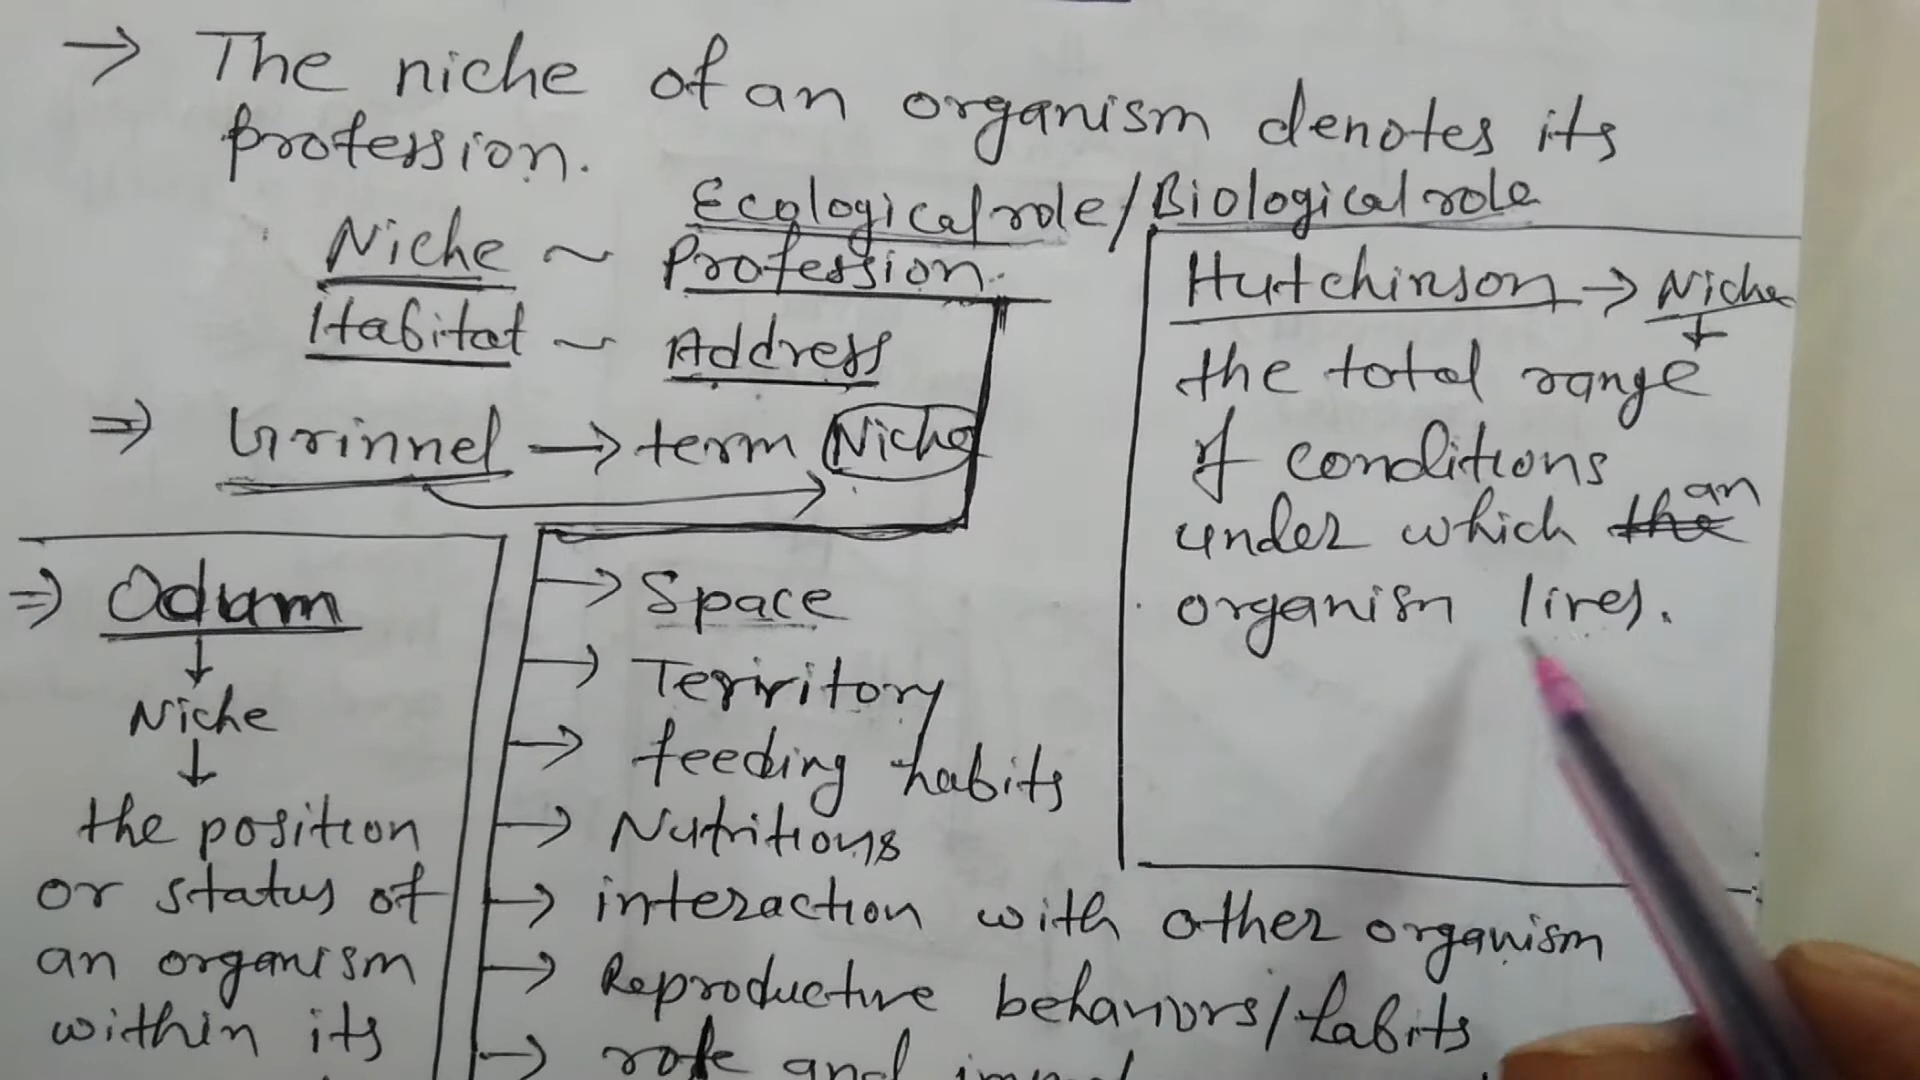 → The niche of an organism denotes its
profession.
Ecological role/Biological role
Niche ~ Profession.
Habitat ~ Address
⇒ Grinnel → term Niche
Hutchinson → Niche
↓
the total range
of conditions
under which the an
organism lives.
⇒ Odum
↓
Niche
↓
the position
or status of
an organism
within its
→ Space
→ Terriitory
→ feeding habits
→ Nutritions
→ interaction with other organism
→ Reproductive behaviors/habits
→ role and